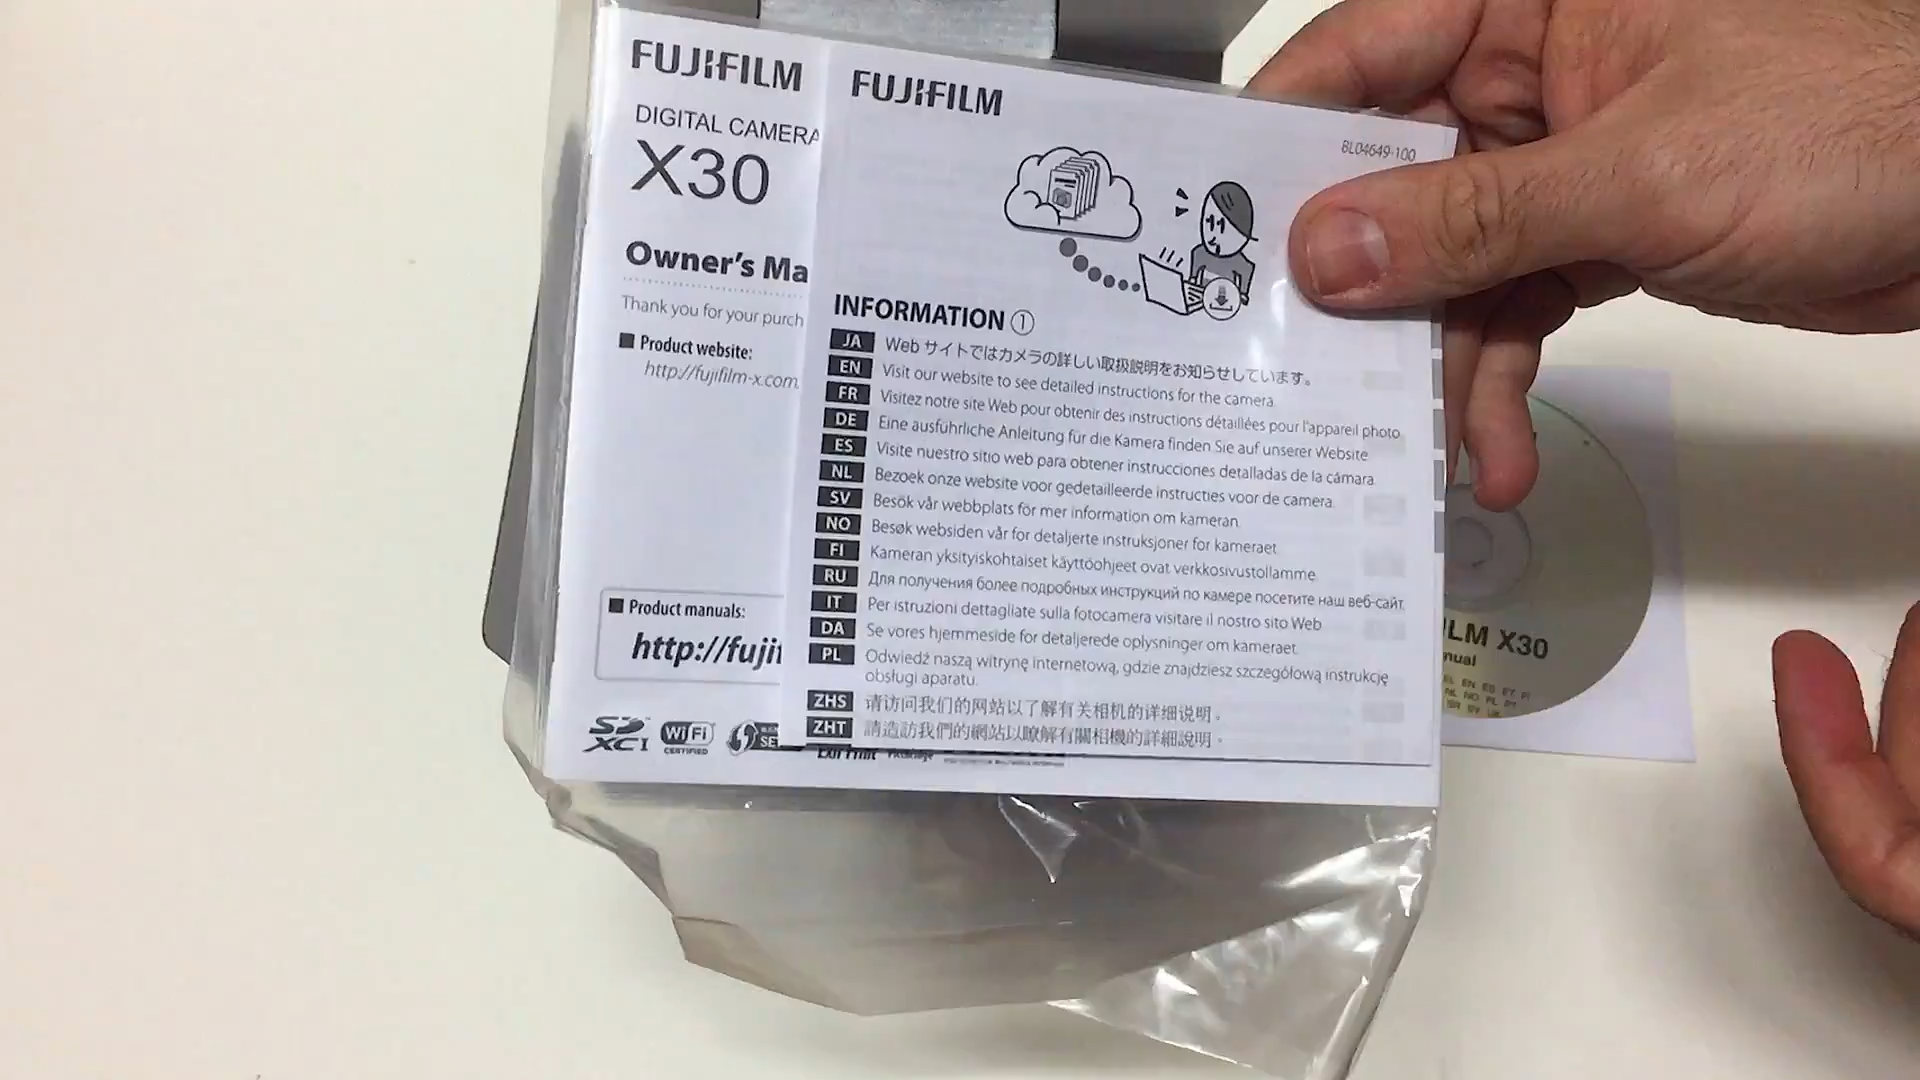 FUJIFILM
DIGITAL CAMERA
X30
Owner's Ma
Thank you for your purch
Product website:
http://fujifilm-x.com
Product manuals:
http://fuji
SD XC I
Wi Fi CERTIFIED
FUJIFILM
BL04649-100
INFORMATION ①
JA Web サイトではカメラの詳しい取扱説明をお知らせしています。
EN Visit our website to see detailed instructions for the camera.
FR Visitez notre site Web pour obtenir des instructions détaillées pour l'appareil photo.
DE Eine ausführliche Anleitung für die Kamera finden Sie auf unserer Website.
ES Visite nuestro sitio web para obtener instrucciones detalladas de la cámara.
NL Bezoek onze website voor gedetailleerde instructies voor de camera.
SV Besök vår webbplats för mer information om kameran.
NO Besøk websiden vår for detaljerte instruksjoner for kameraet.
FI Kameran yksityiskohtaiset käyttöohjeet ovat verkkosivustollamme.
RU Для получения более подробных инструкций по камере посетите наш веб-сайт.
IT Per istruzioni dettagliate sulla fotocamera visitare il nostro sito Web.
DA Se vores hjemmeside for detaljerede oplysninger om kameraet.
PL Odwiedź naszą witrynę internetową, gdzie znajdziesz szczegółową instrukcję
obsługi aparatu.
ZHS 请访问我们的网站以了解有关相机的详细说明。
ZHT 請造訪我們的網站以瞭解有關相機的詳細說明。
LM X30
nual